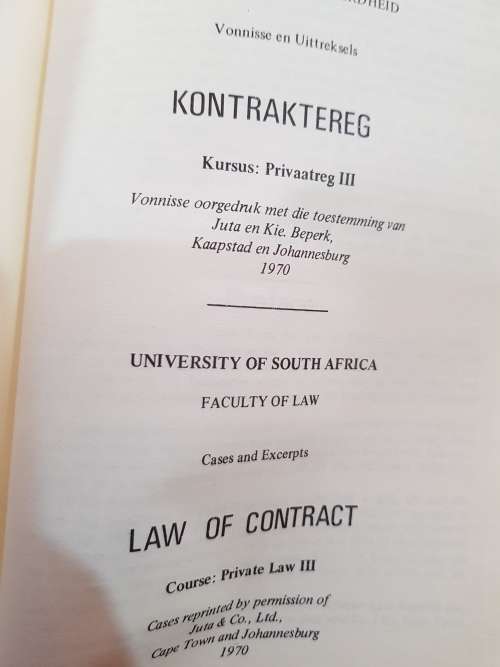 Vonnisse en Uittreksels
KONTRAKTEREG
Kursus: Privaatreg III
Vonnisse oorgedruk met die toestemming van
Juta en Kie. Beperk,
Kaapstad en Johannesburg
1970
UNIVERSITY OF SOUTH AFRICA
FACULTY OF LAW
Cases and Excerpts
LAW OF CONTRACT
Course: Private Law III
Cases reprinted by permission of
Juta & Co., Ltd.,
Cape Town and Johannesburg
1970